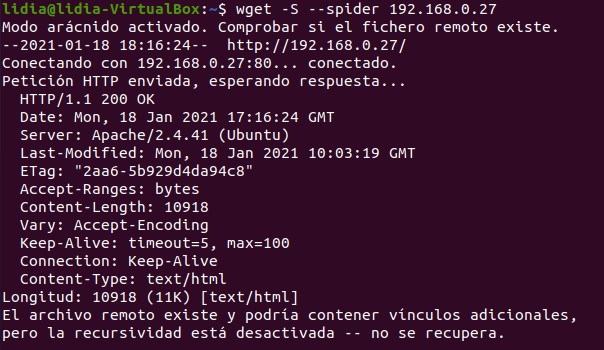 lidia@lidia-VirtualBox:~$ wget -S --spider 192.168.0.27
Modo arácnido activado. Comprobar si el fichero remoto existe.
--2021-01-18 18:16:24--  http://192.168.0.27/
Conectando con 192.168.0.27:80... conectado.
Petición HTTP enviada, esperando respuesta...
  HTTP/1.1 200 OK
  Date: Mon, 18 Jan 2021 17:16:24 GMT
  Server: Apache/2.4.41 (Ubuntu)
  Last-Modified: Mon, 18 Jan 2021 10:03:19 GMT
  ETag: "2aa6-5b929d4da94c8"
  Accept-Ranges: bytes
  Content-Length: 10918
  Vary: Accept-Encoding
  Keep-Alive: timeout=5, max=100
  Connection: Keep-Alive
  Content-Type: text/html
Longitud: 10918 (11K) [text/html]
El archivo remoto existe y podría contener vínculos adicionales,
pero la recursividad está desactivada -- no se recupera.